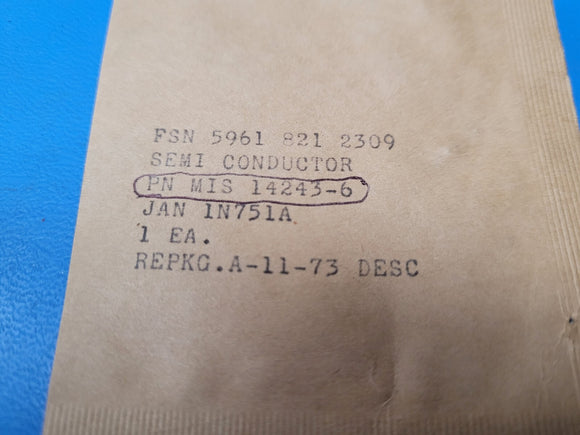 FSN 5961 821 2309
SEMI CONDUCTOR
PN MIS 14243-6
JAN 1N751A
1 EA.
REPKG.A-11-73 DESC